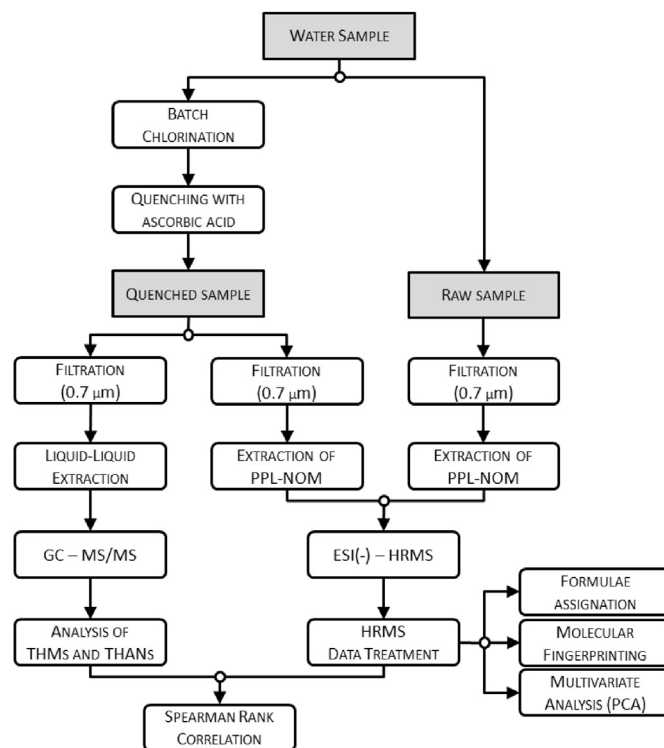 WATER SAMPLE
BATCH
CHLORINATION
QUENCHING WITH
ASCORBIC ACID
QUENCHED SAMPLE
RAW SAMPLE
FILTRATION
(0.7 µm)
FILTRATION
(0.7 µm)
FILTRATION
(0.7 µm)
LIQUID-LIQUID
EXTRACTION
EXTRACTION OF
PPL-NOM
EXTRACTION OF
PPL-NOM
GC – MS/MS
ESI(-) – HRMS
FORMULAE
ASSIGNATION
ANALYSIS OF
THMS AND THANS
HRMS
DATA TREATMENT
MOLECULAR
FINGERPRINTING
MULTIVARIATE
ANALYSIS (PCA)
SPEARMAN RANK
CORRELATION